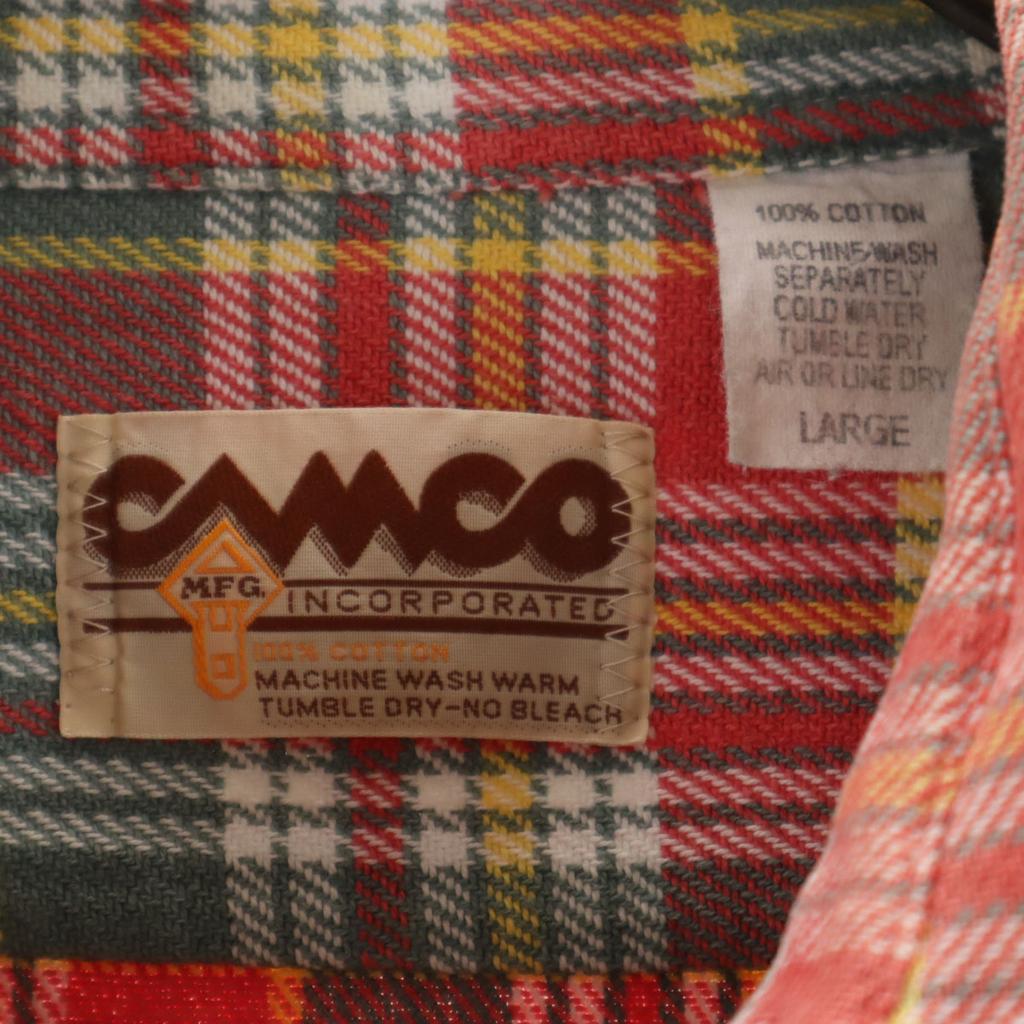 CAMCO
MFG. INCORPORATED
100% COTTON
MACHINE WASH WARM
TUMBLE DRY-NO BLEACH
100% COTTON
MACHINE-WASH
SEPARATELY
COLD WATER
TUMBLE DRY
AIR OR LINE DRY
LARGE